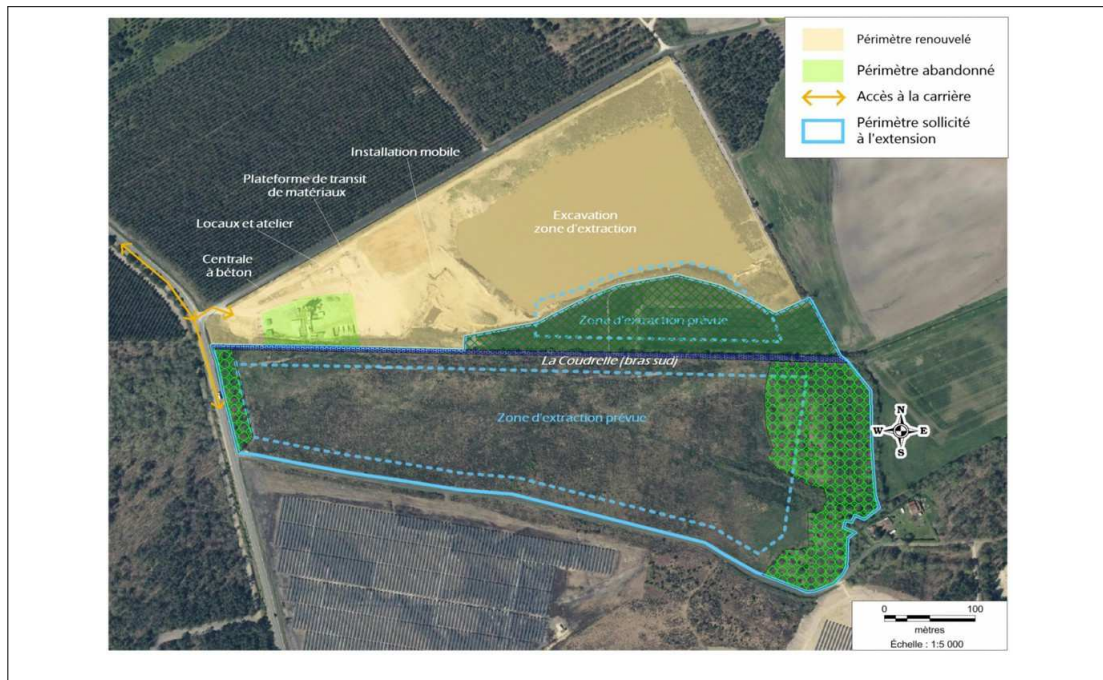 Périmètre renouvelé
Périmètre abandonné
Accès à la carrière
Périmètre sollicité
à l'extension
Installation mobile
Plateforme de transit
de matériaux
Locaux et atelier
Centrale
à béton
Excavation
zone d'extraction
Zone d'extraction prévue
La Coudrelle (bras sud)
Zone d'extraction prévue
N
W
E
S
0
100
mètres
Échelle : 1:5 000